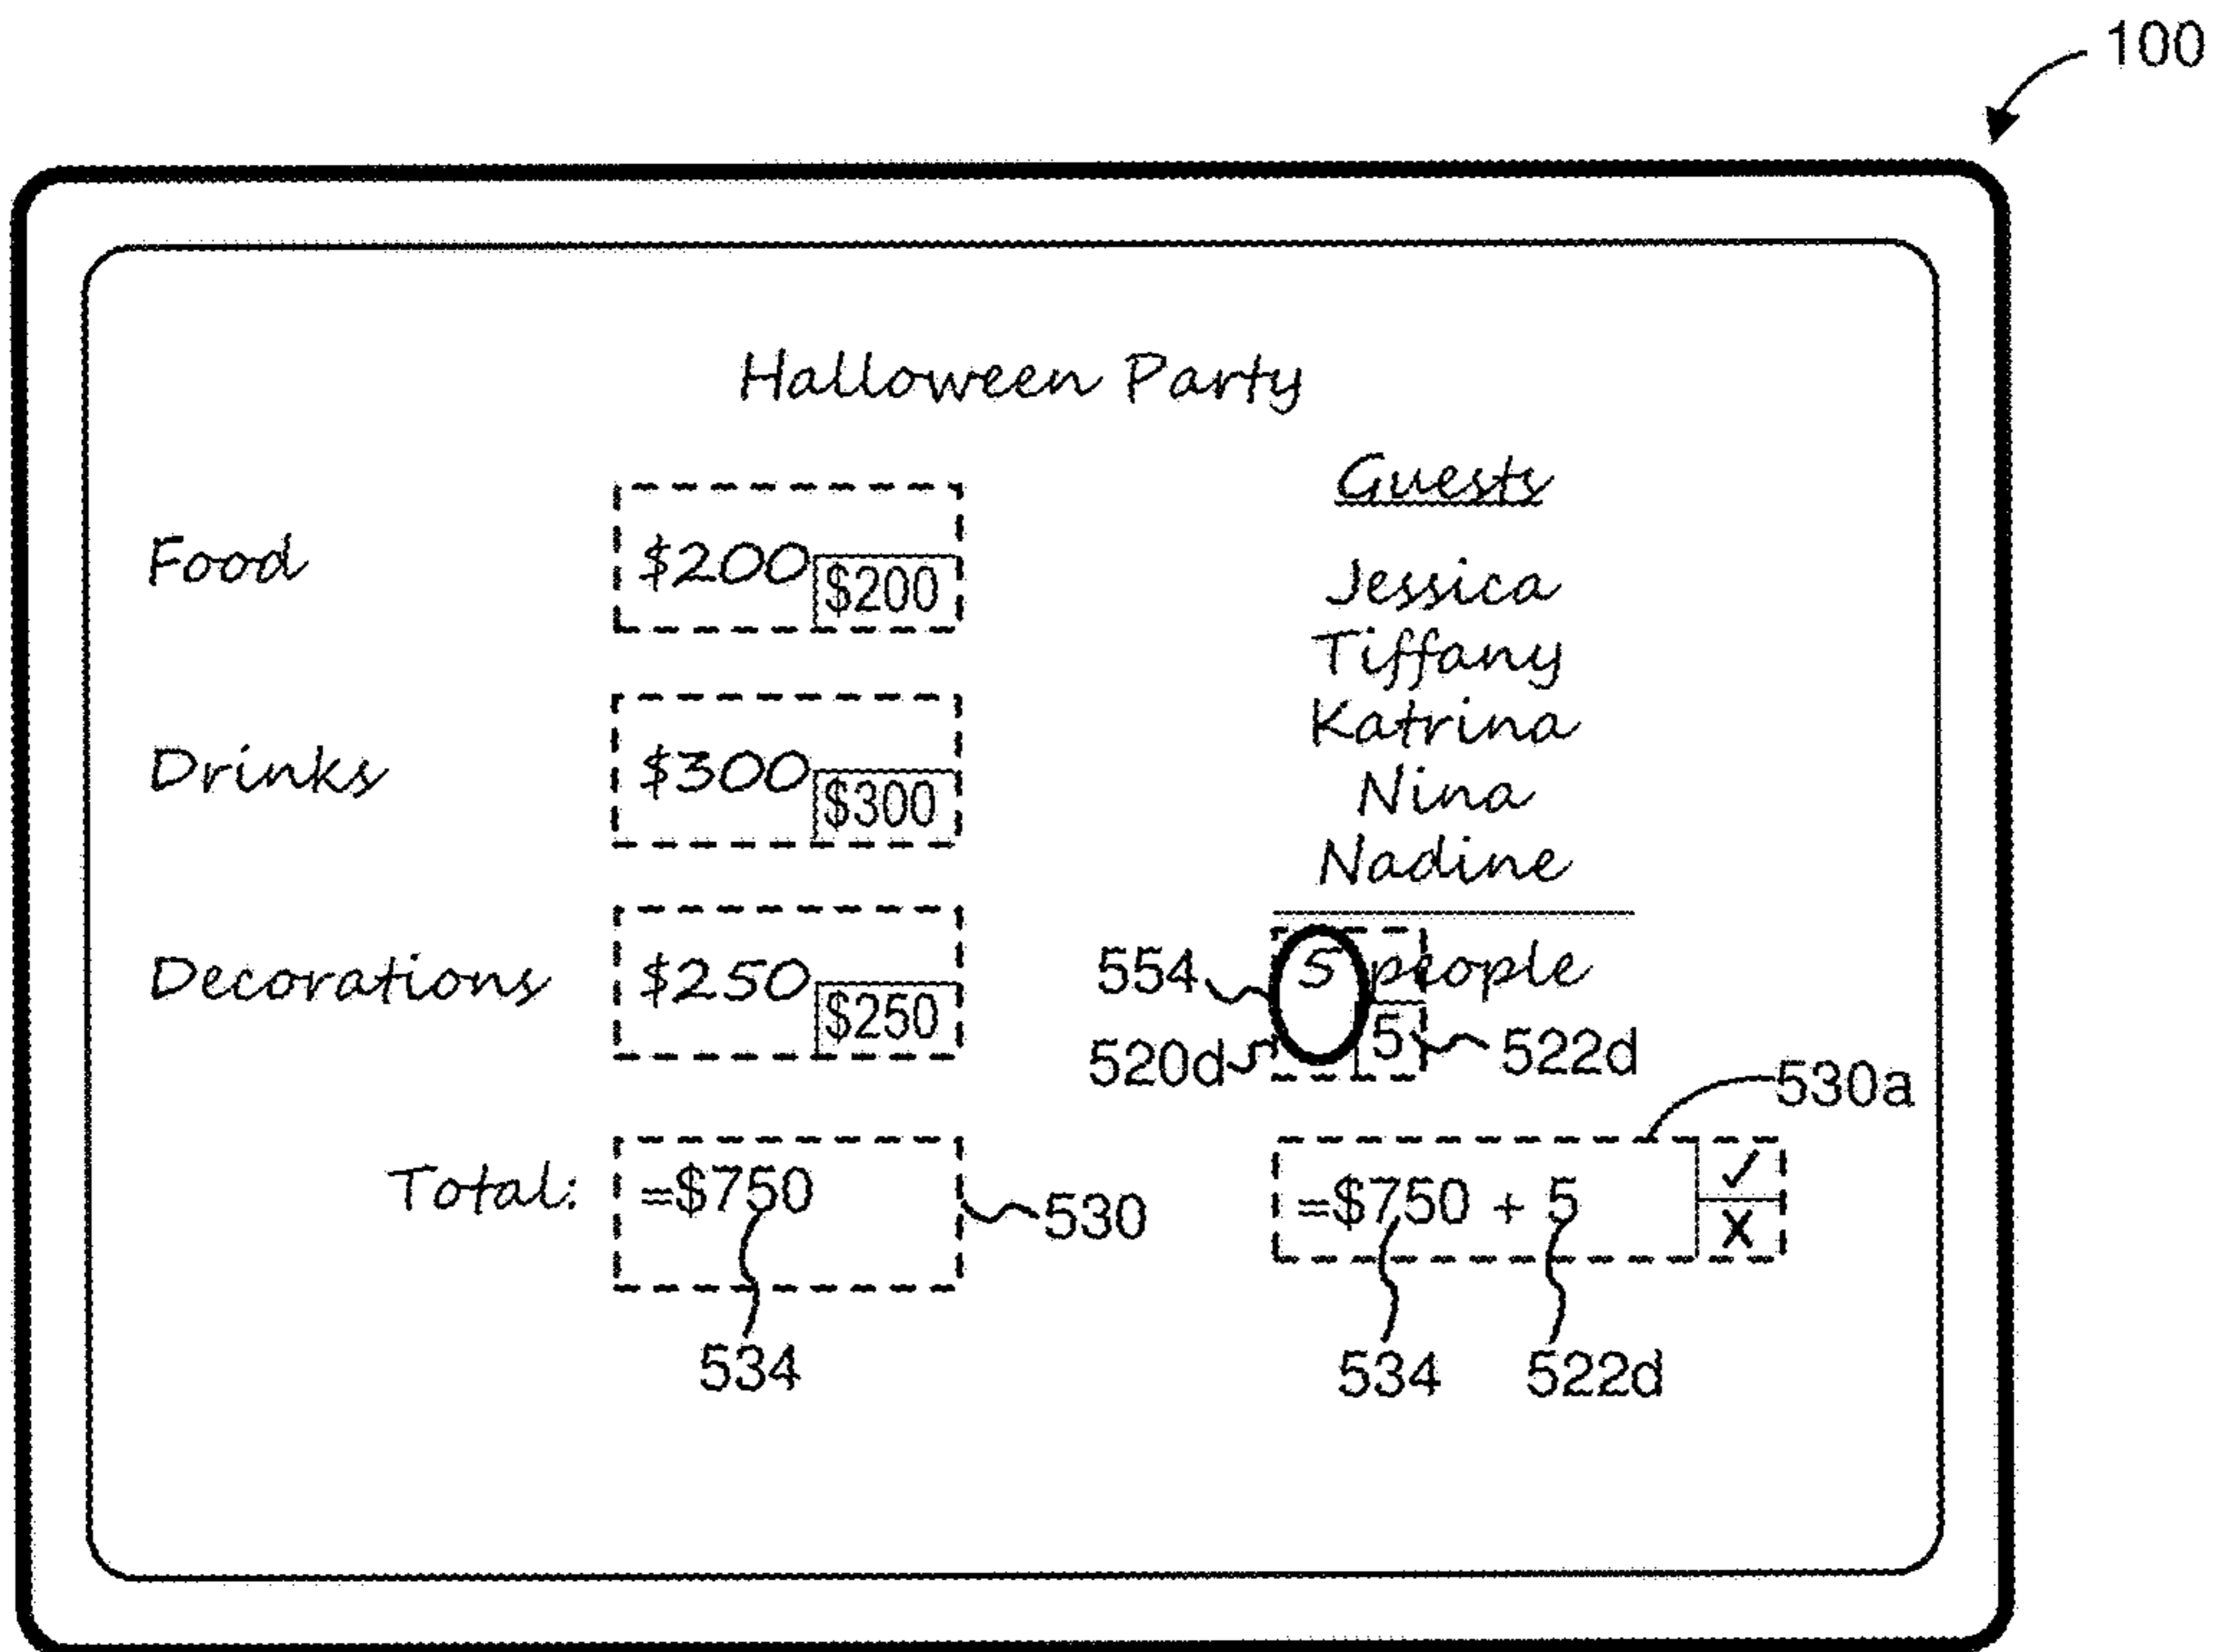 100
Halloween Party
Food
$200
$200
Drinks
$300
$300
Decorations
$250
$250
Total:
=$750
530
534
Guests
Jessica
Tiffany
Katrina
Nina
Nadine
554
5 people
520d
5
522d
530a
=$750 + 5
✓
X
534
522d